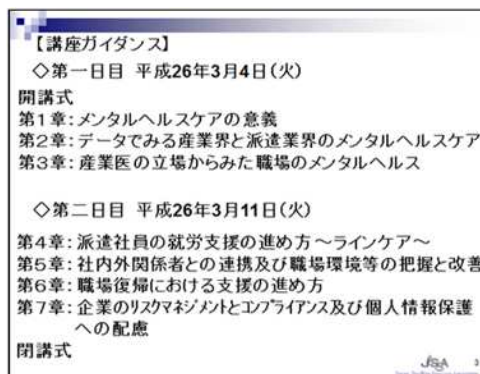 【講座ガイダンス】
◇第一日目 平成26年3月4日(火)
開講式
第1章:メンタルヘルスケアの意義
第2章:データでみる産業界と派遣業界のメンタルヘルスケア
第3章:産業医の立場からみた職場のメンタルヘルス
◇第二日目 平成26年3月11日(火)
第4章:派遣社員の就労支援の進め方~ラインケア~
第5章:社内外関係者との連携及び職場環境等の把握と改善
第6章:職場復帰における支援の進め方
第7章:企業のリスクマネジメントとコンプライアンス及び個人情報保護
への配慮
閉講式
3